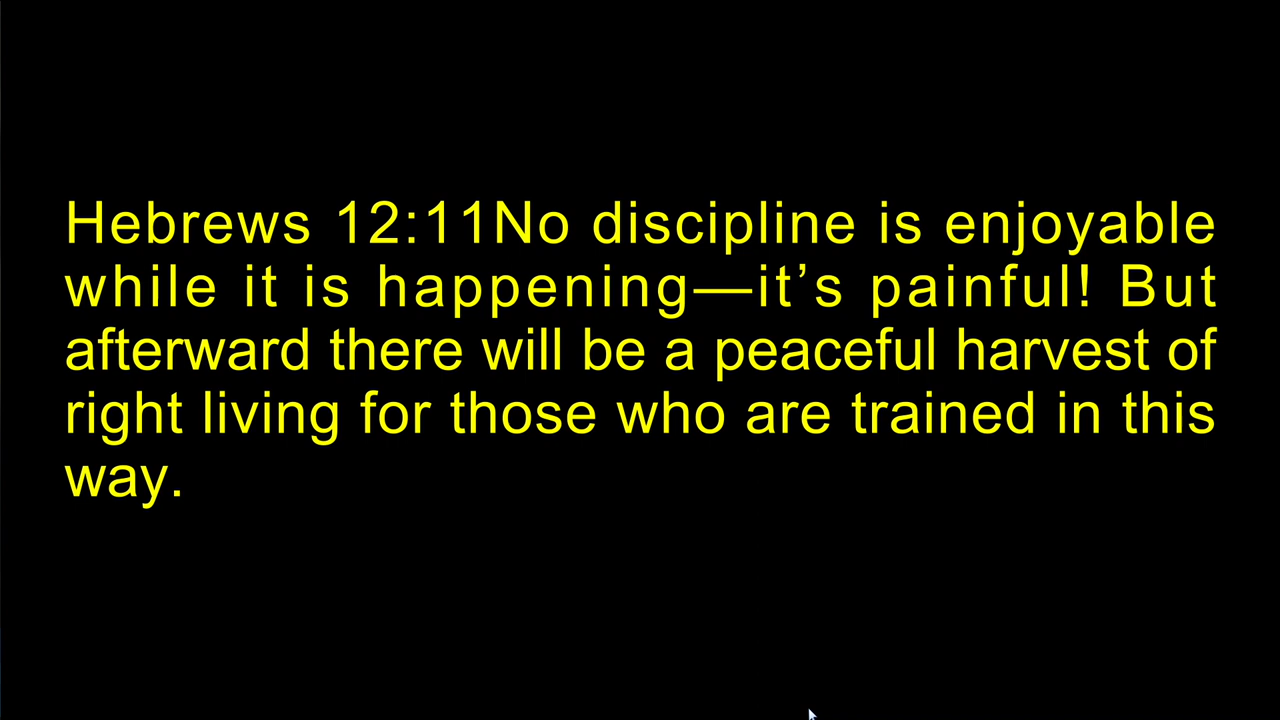 Hebrews 12:11No discipline is enjoyable
while it is happening—it’s painful! But
afterward there will be a peaceful harvest of
right living for those who are trained in this
way.